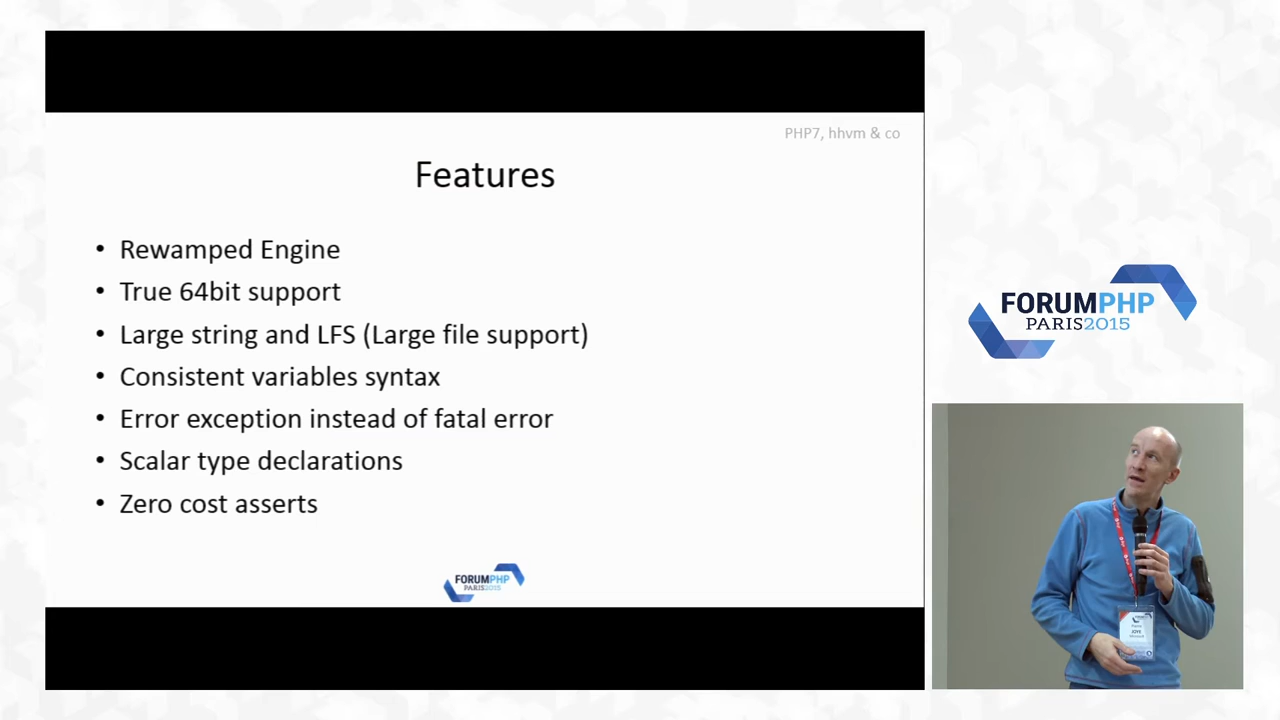 PHP7, hhvm & co
Features
• Rewamped Engine
• True 64bit support
• Large string and LFS (Large file support)
• Consistent variables syntax
• Error exception instead of fatal error
• Scalar type declarations
• Zero cost asserts
FORUMPHP
PARIS2015
FORUMPHP
PARIS2015